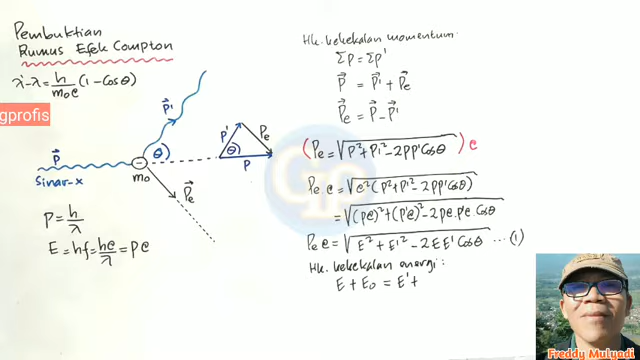 Pembuktian
Rumus Efek Compton
λ'-λ = h/m₀c (1 - Cosθ)
gprofis
P⃗
Sinar-x
P⃗'
θ
m₀
P⃗e
P'
θ
Pe
P
P = h/λ
E = hf = hc/λ = pc
Hk. kekekalan momentum:
Σp = Σp'
P⃗ = P⃗' + P⃗e
P⃗e = P⃗ - P⃗'
(Pe = √(P² + P'² - 2PP' Cosθ)) c
Pe c = √(c² (P² + P'² - 2PP' Cosθ))
= √((pc)² + (p'c)² - 2pc.p'c Cosθ)
Pe c = √(E² + E'² - 2EE' Cosθ) ... (1)
Hk. kekekalan energi:
E + E₀ = E' +
Freddy Mulyadi